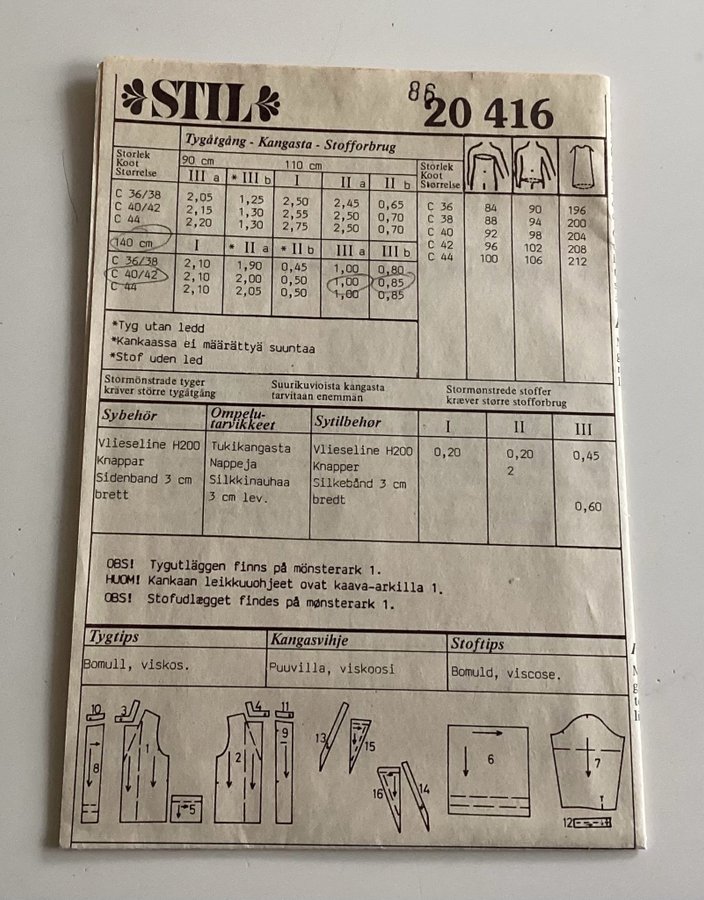 STIL
86
20 416
Tygåtgång - Kangasta - Stofforbrug
Storlek
Koot
Størrelse
90 cm 110 cm
III a * III b I II a II b
C 36/38 2,05 1,25 2,50 2,45 0,65
C 40/42 2,15 1,30 2,55 2,50 0,70
C 44 2,20 1,30 2,75 2,50 0,70
140 cm I * II a * II b III a III b
C 36/38 2,10 1,90 0,45 1,00 0,80
C 40/42 2,10 2,00 0,50 1,00 0,85
C 44 2,10 2,05 0,50 1,00 0,85
*Tyg utan ledd
*Kankaassa ei määrättyä suuntaa
*Stof uden led
Storlek
Koot
Størrelse
C 36 84 90 196
C 38 88 94 200
C 40 92 98 204
C 42 96 102 208
C 44 100 106 212
Stormönstrade tyger
kräver större tygåtgång
Suurikuvioista kangasta
tarvitaan enemmän
Stormønstrede stoffer
kræver større stofforbrug
Sybehör
Vlieseline H200
Knappar
Sidenband 3 cm
brett
Ompelu-
tarvikkeet
Tukikangasta
Nappeja
Silkkinauhaa
3 cm lev.
Sytilbehør
Vlieseline H200
Knapper
Silkebånd 3 cm
bredt
I II III
0,20 0,20 0,45
2
0,60
OBS! Tygutläggen finns på mönsterark 1.
HUOM! Kankaan leikkuuohjeet ovat kaava-arkilla 1.
OBS! Stofudlægget findes på mønsterark 1.
Tygtips
Bomull, viskos.
Kangasvihje
Puuvilla, viskoosi
Stoftips
Bomuld, viscose.
10 3 4 11
8 1 5 2 9
13 15
16 14
6
7
12